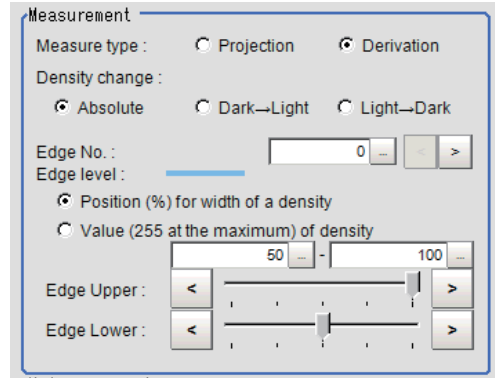 Measurement
Measure type : Projection Derivation
Density change :
Absolute Dark→Light Light→Dark
Edge No. : 0 ... < >
Edge level :
Position (%) for width of a density
Value (255 at the maximum) of density
50 ... - 100 ...
Edge Upper : < >
Edge Lower : < >